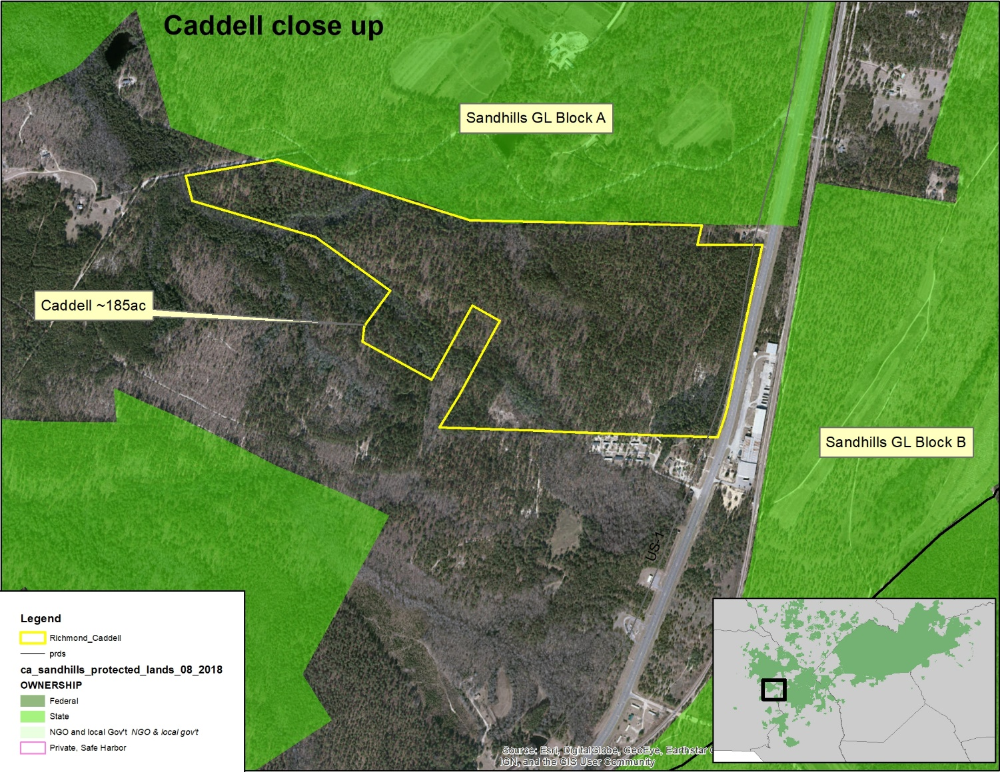 Caddell close up
Sandhills GL Block A
Caddell ~185ac
Sandhills GL Block B
US-1
Legend
Richmond_Caddell
prds
ca_sandhills_protected_lands_08_2018
OWNERSHIP
Federal
State
NGO and local Gov't NGO & local gov't
Private, Safe Harbor
Source: Esri, DigitalGlobe, GeoEye, Earthstar
IGN, and the GIS User Community